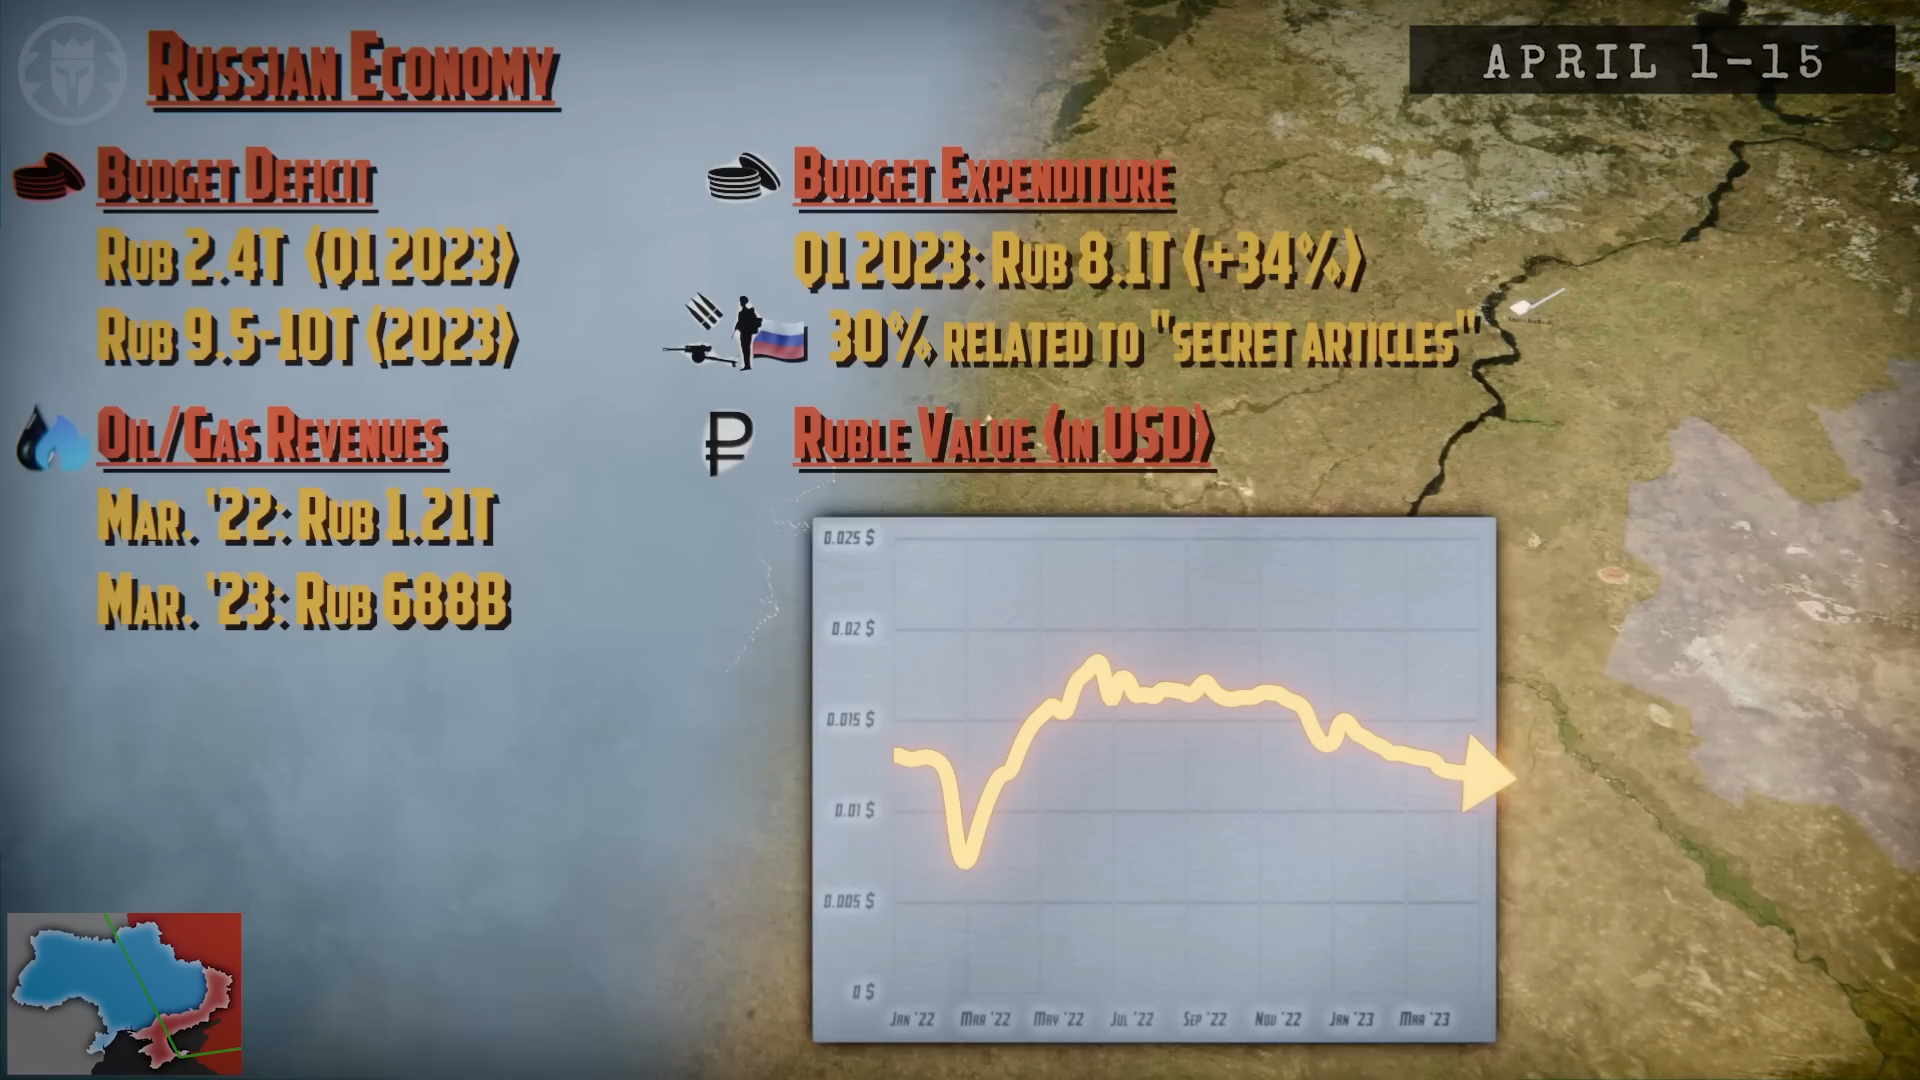 RUSSIAN ECONOMY
APRIL 1-15
BUDGET DEFICIT
RUB 2.4T (Q1 2023)
RUB 9.5-10T (2023)
OIL/GAS REVENUES
MAR. '22: RUB 1.21T
MAR. '23: RUB 688B
BUDGET EXPENDITURE
Q1 2023: RUB 8.1T (+34%)
30% RELATED TO "SECRET ARTICLES"
₽ RUBLE VALUE (IN USD)
0.025 $
0.02 $
0.015 $
0.01 $
0.005 $
0 $
JAN '22 MAR '22 MAY '22 JUL '22 SEP '22 NOV '22 JAN '23 MAR '23